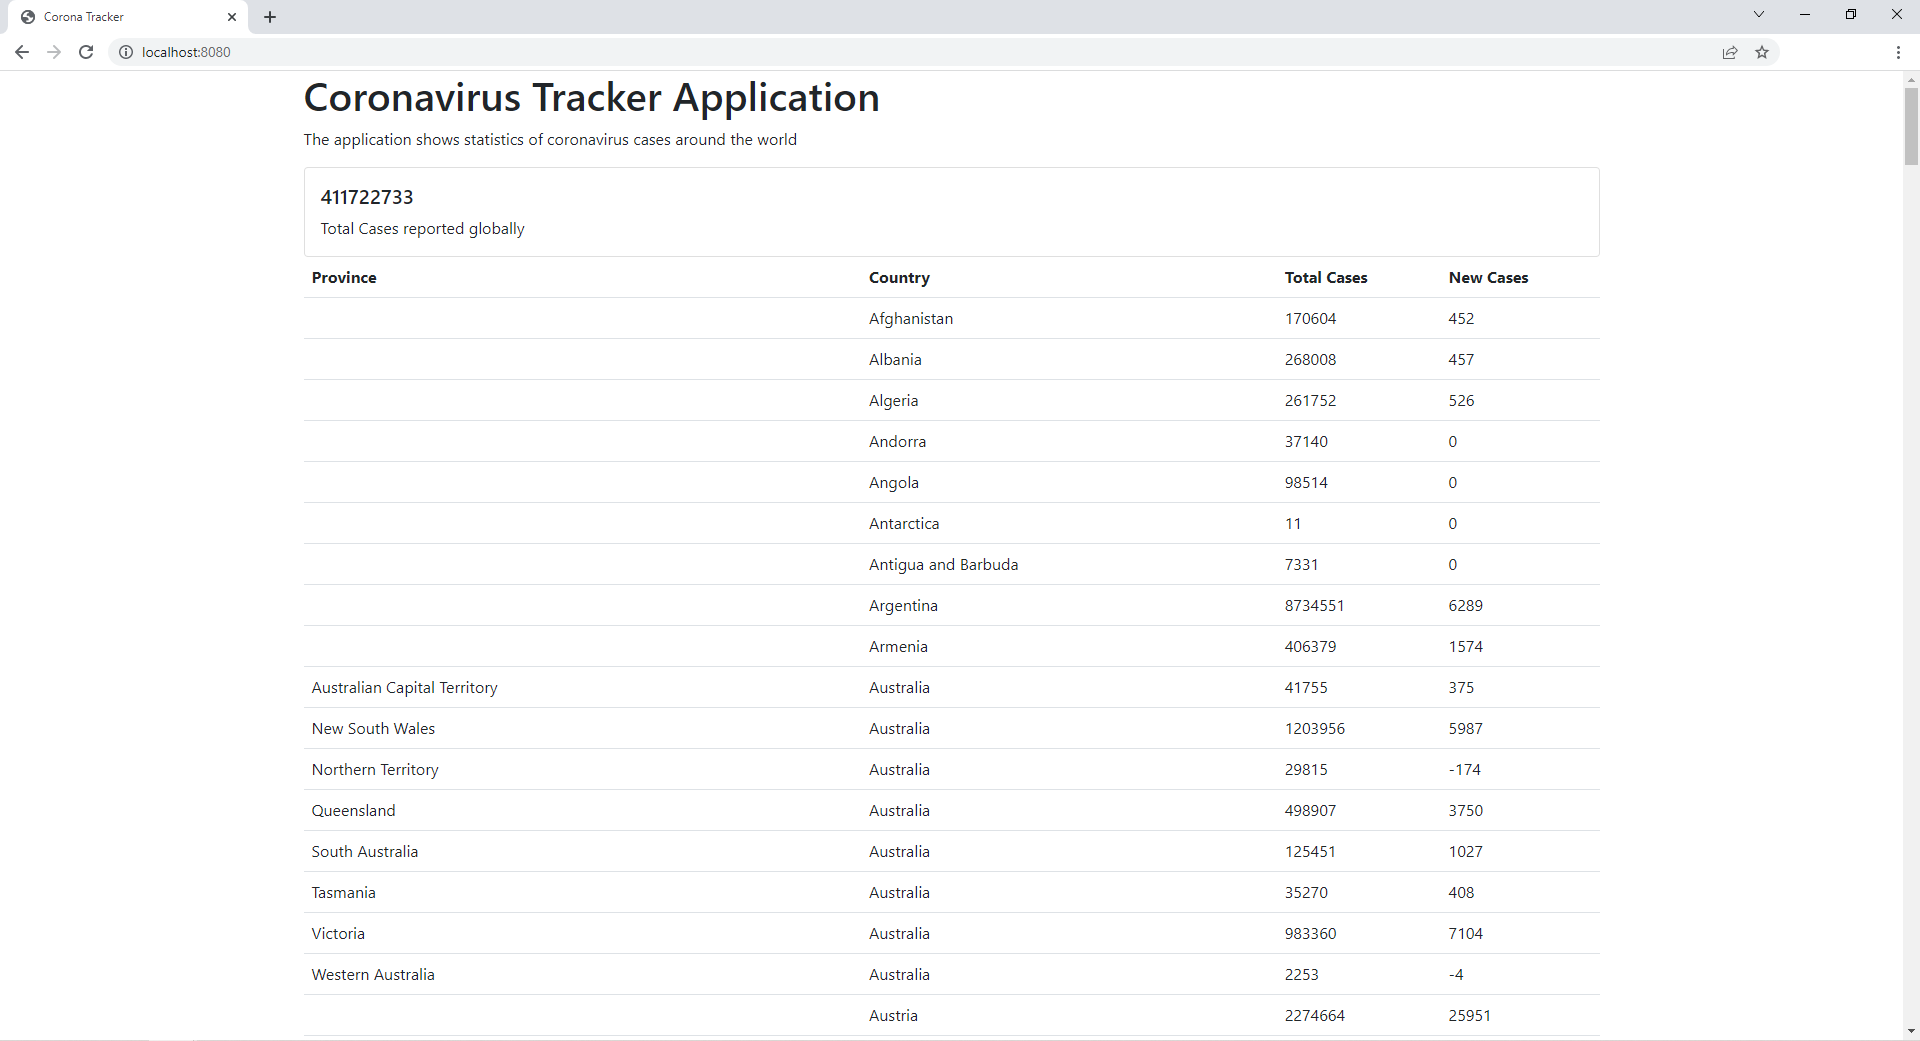 Corona Tracker
localhost:8080
Coronavirus Tracker Application
The application shows statistics of coronavirus cases around the world
411722733
Total Cases reported globally
Province Country Total Cases New Cases
Afghanistan 170604 452
Albania 268008 457
Algeria 261752 526
Andorra 37140 0
Angola 98514 0
Antarctica 11 0
Antigua and Barbuda 7331 0
Argentina 8734551 6289
Armenia 406379 1574
Australian Capital Territory Australia 41755 375
New South Wales Australia 1203956 5987
Northern Territory Australia 29815 -174
Queensland Australia 498907 3750
South Australia Australia 125451 1027
Tasmania Australia 35270 408
Victoria Australia 983360 7104
Western Australia Australia 2253 -4
Austria 2274664 25951